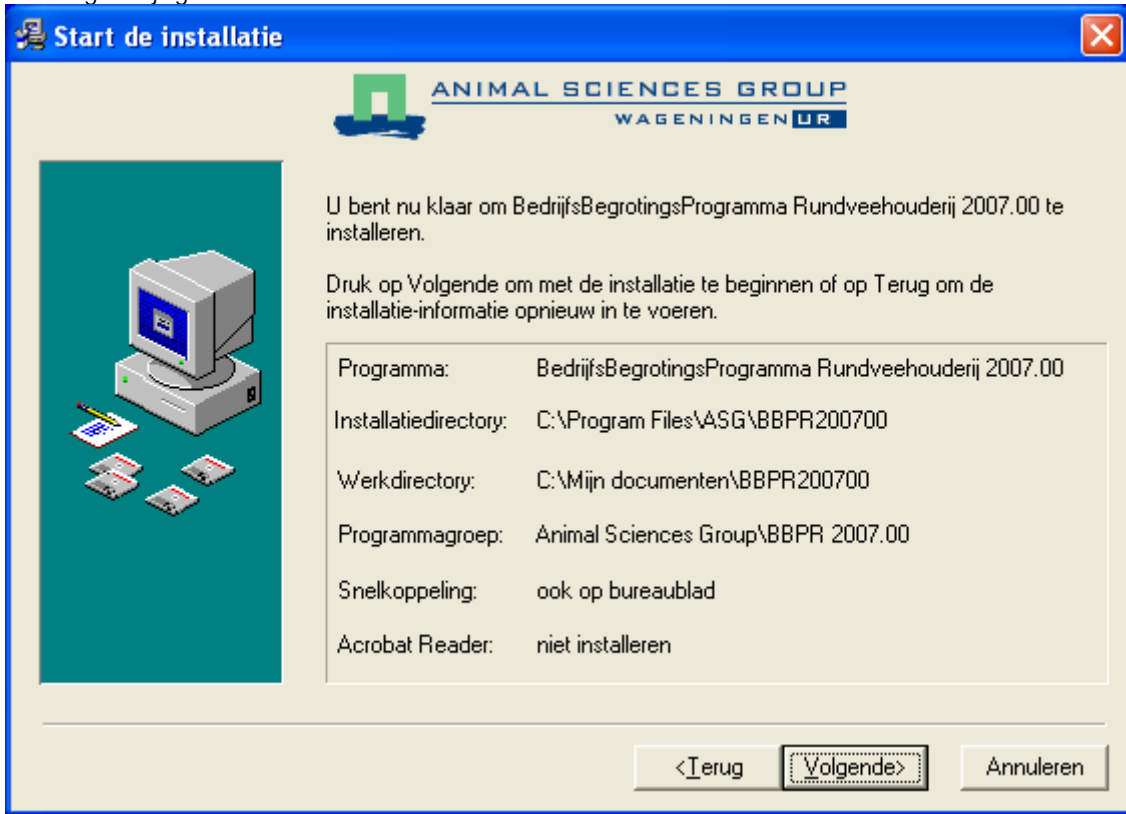 Start de installatie
ANIMAL SCIENCES GROUP
WAGENINGEN UR
U bent nu klaar om BedrijfsBegrotingsProgramma Rundveehouderij 2007.00 te
installeren.
Druk op Volgende om met de installatie te beginnen of op Terug om de
installatie-informatie opnieuw in te voeren.
Programma: BedrijfsBegrotingsProgramma Rundveehouderij 2007.00
Installatiedirectory: C:\Program Files\ASG\BBPR200700
Werkdirectory: C:\Mijn documenten\BBPR200700
Programmagroep: Animal Sciences Group\BBPR 2007.00
Snelkoppeling: ook op bureaublad
Acrobat Reader: niet installeren
<Terug Volgende> Annuleren